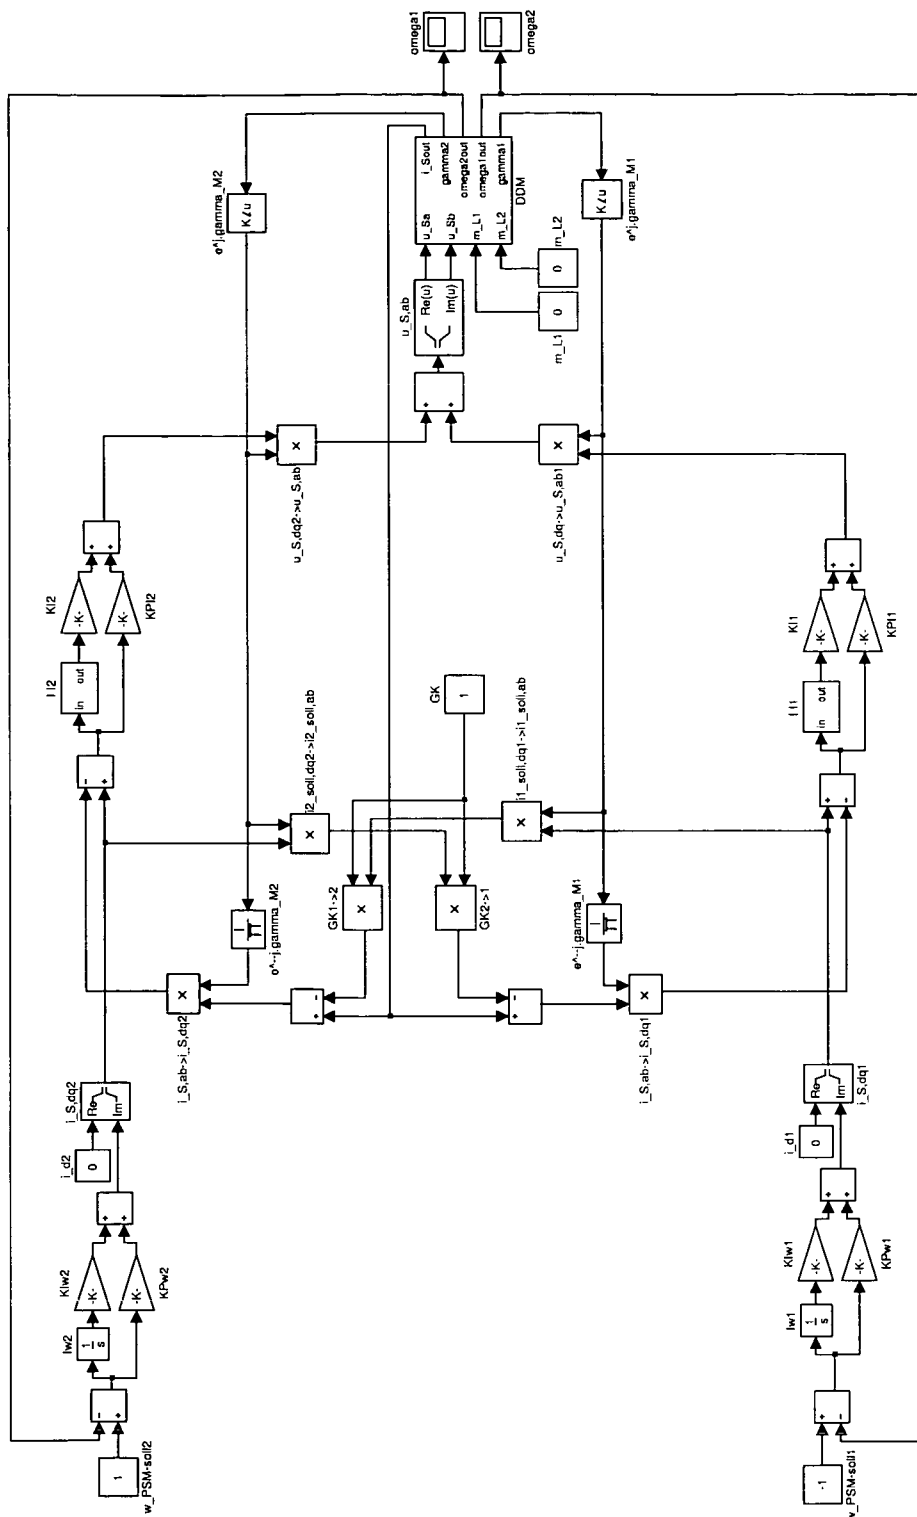 w_PSM-soll2
1
-
+
Iw2
1
s
KIw2
-K-
KPw2
-K-
+
+
i_d2
0
i_S,dq2
Re
Im
-
+
I I2
in
out
KI2
-K-
KPI2
-K-
+
+
omega1
i_S,ab->i_S,dq2
×
e^j.gamma_M2
K∠u
u_S,dq2->u_S,ab
×
i2_soll,dq2->i2_soll,ab
×
+
-
GK1->2
×
GK
1
+
+
u_S,ab
Re(u)
Im(u)
u_Sa
u_Sb
m_L1
m_L2
i_Sout
gamma2
omega2out
omega1out
gamma1
DDM
omega2
GK2->1
×
+
-
i1_soll,dq1->i1_soll,ab
×
u_S,dq->u_S,ab1
×
m_L1
0
m_L2
0
e^-j.gamma_M1
i_S,ab->i_S,dq1
×
K∠u
e^j.gamma_M1
-1
+
-
Iw1
1
s
KIw1
-K-
KPw1
-K-
+
+
i_d1
0
i_S,dq1
Re
Im
+
-
I I1
in
out
KI1
-K-
KPI1
-K-
+
+